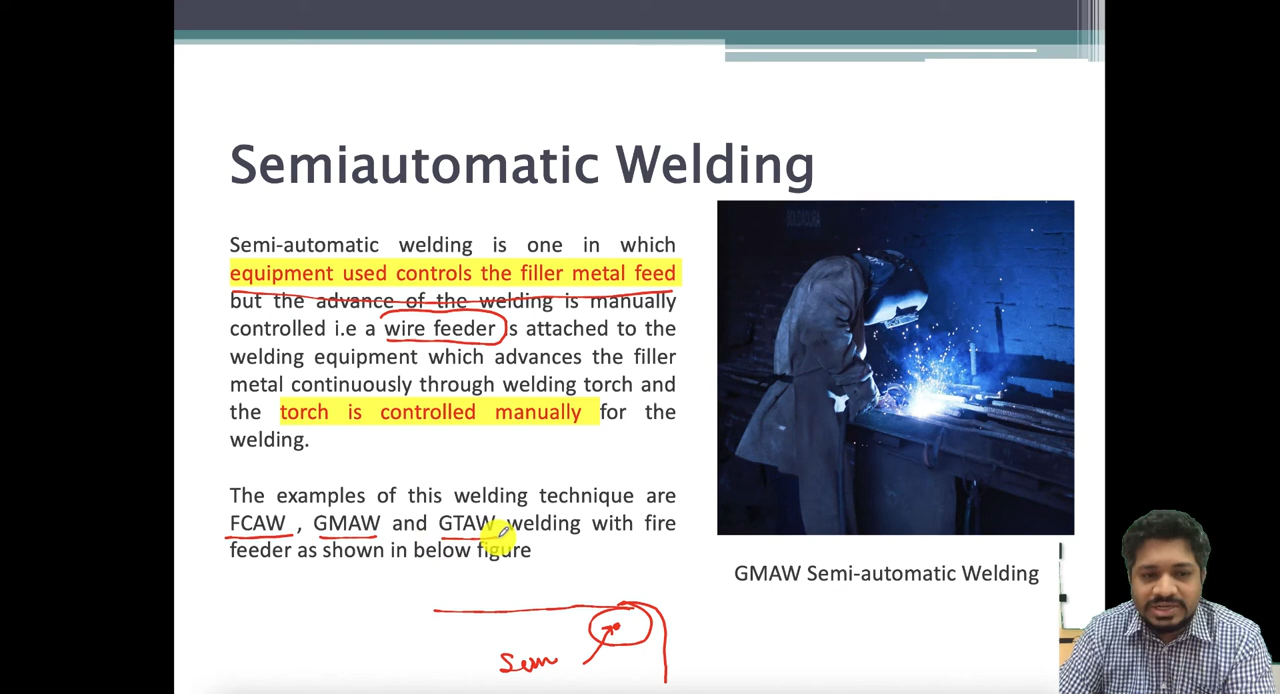 Semiautomatic Welding
Semi-automatic welding is one in which
equipment used controls the filler metal feed
but the advance of the welding is manually
controlled i.e a wire feeder is attached to the
welding equipment which advances the filler
metal continuously through welding torch and
the torch is controlled manually for the
welding.
The examples of this welding technique are
FCAW , GMAW and GTAW welding with fire
feeder as shown in below figure
Sem
SOLDADURA
GMAW Semi-automatic Welding